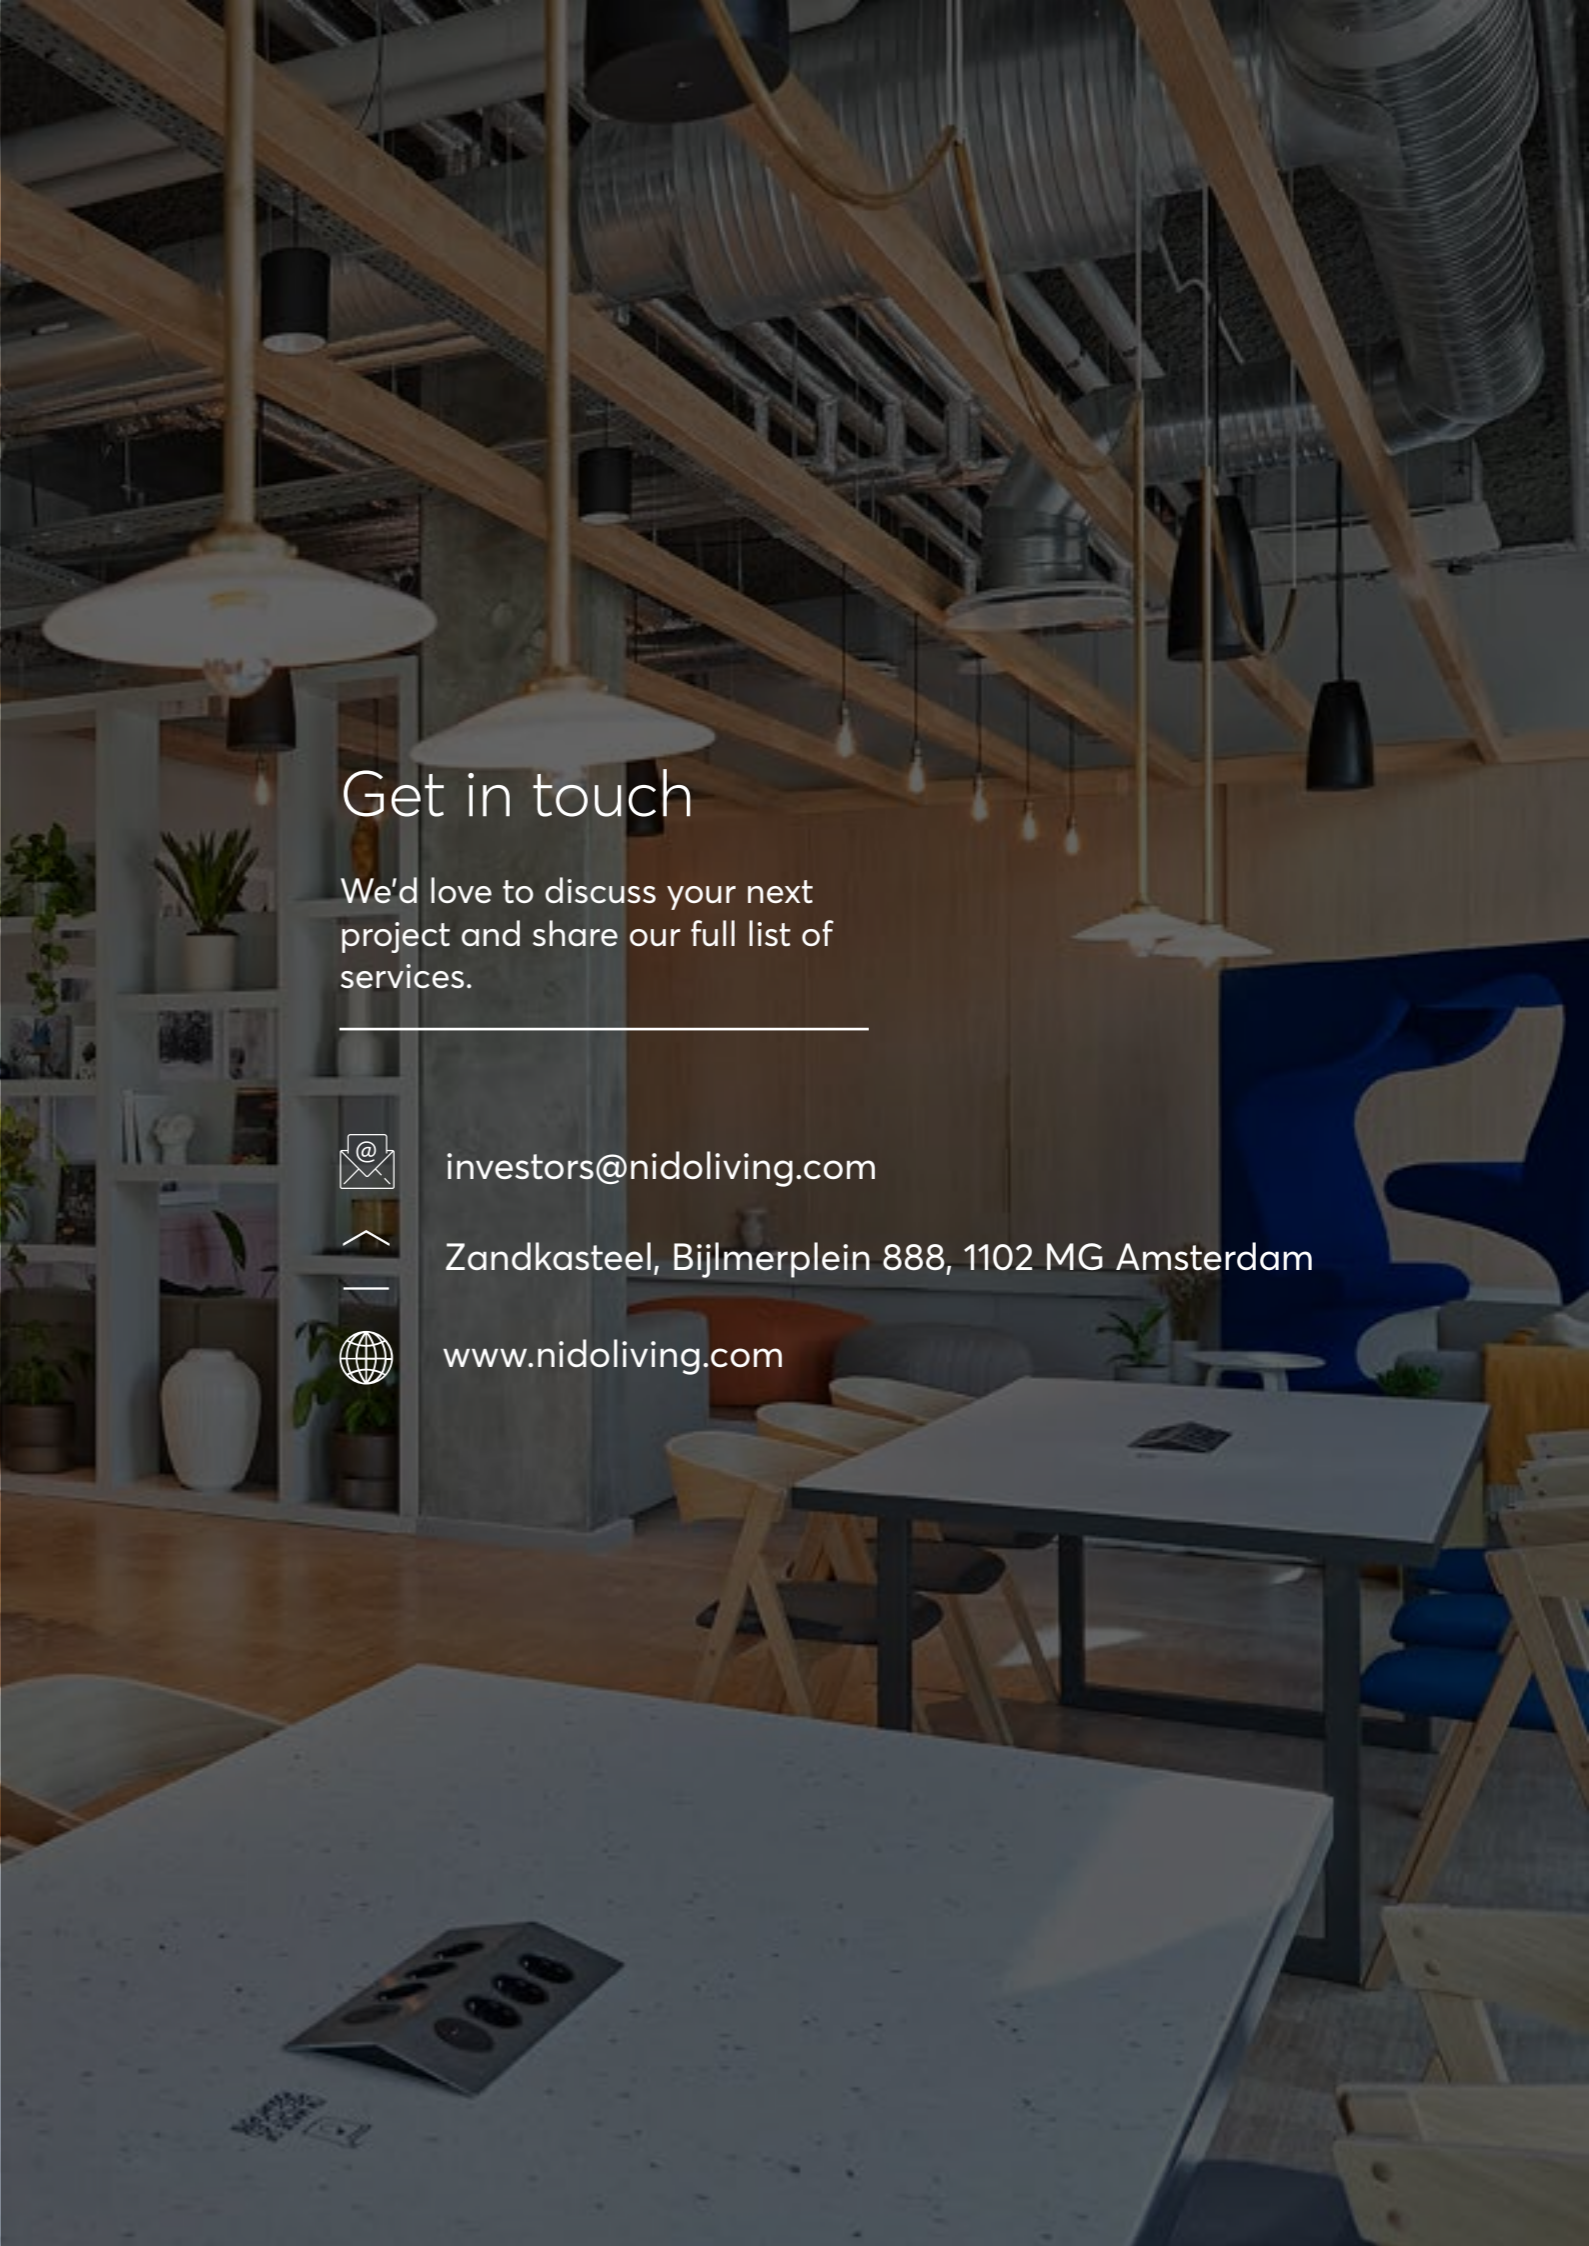 Get in touch
We'd love to discuss your next
project and share our full list of
services.
investors@nidoliving.com
Zandkasteel, Bijlmerplein 888, 1102 MG Amsterdam
www.nidoliving.com